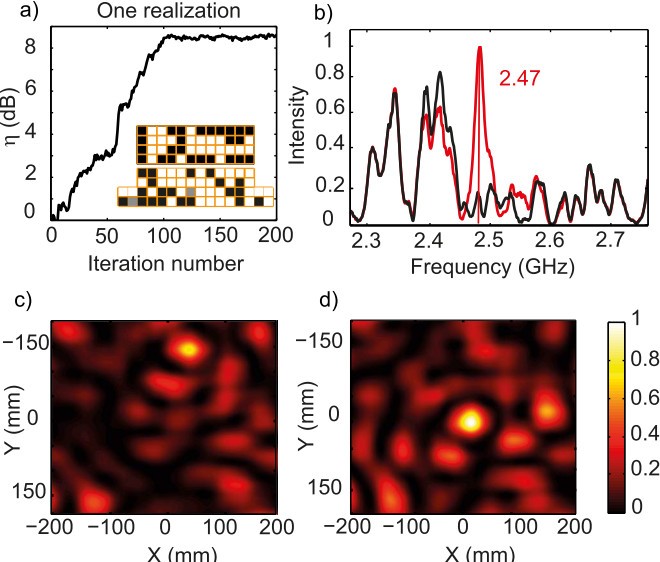 a) One realization
8
6
4
2
0
η (dB)
0 50 100 150 200
Iteration number
b)
1
0.8
0.6
0.4
0.2
0
Intensity
2.47
2.3 2.4 2.5 2.6 2.7
Frequency (GHz)
c)
−150
0
150
Y (mm)
−200 −100 0 100 200
X (mm)
d)
−150
0
150
Y (mm)
−200 −100 0 100 200
X (mm)
1
0.8
0.6
0.4
0.2
0